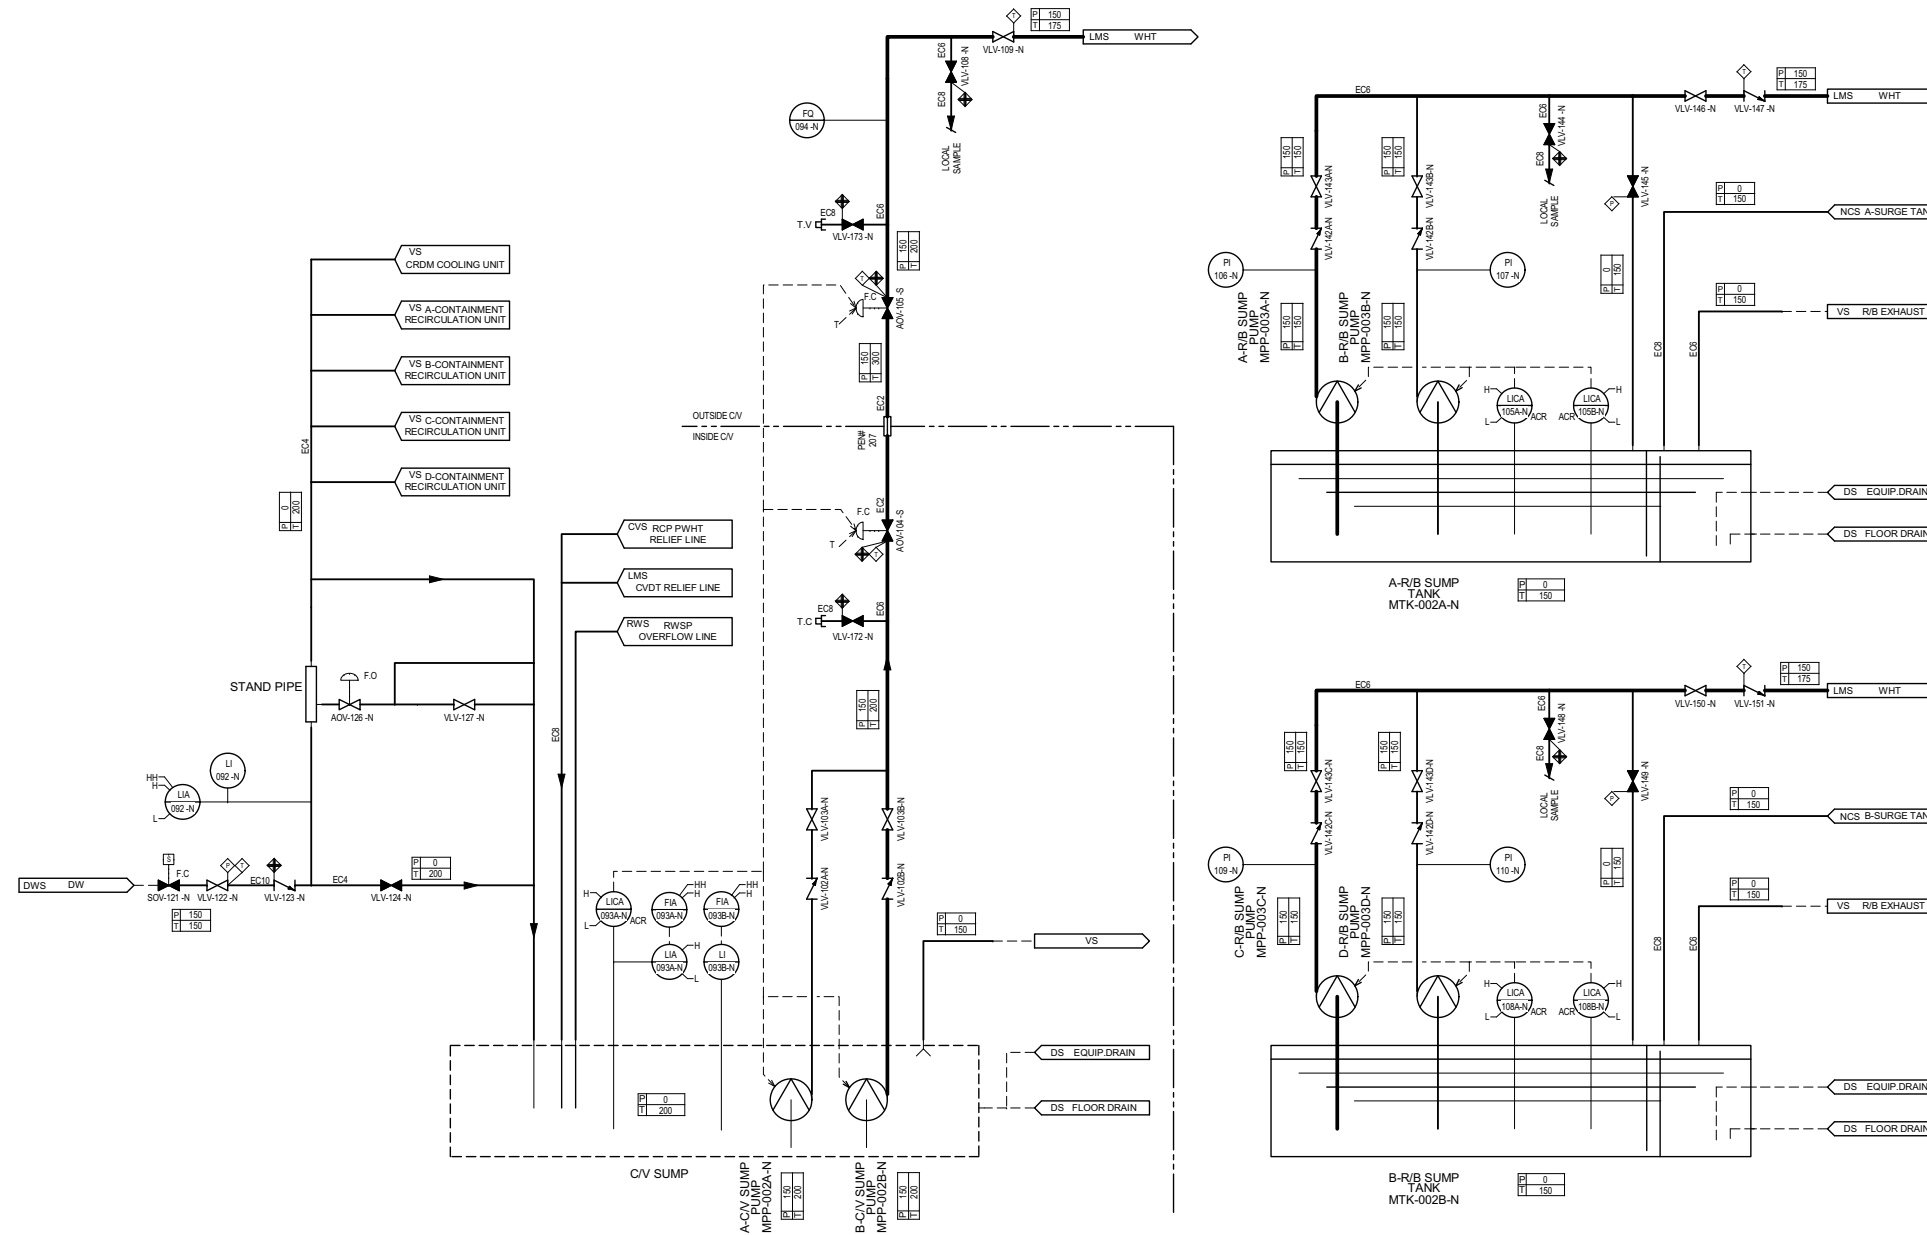 P 150
T 175
LMS WHT
VLV-109 -N
EC6
VLV-108 -N
EC8
LOCAL
SAMPLE
FQ
094 -N
EC8
T.V
VLV-173 -N
EC6
P 150
T 200
F.C
T
AOV-105 -S
P 150
T 300
EC2
OUTSIDE C/V
INSIDE C/V
PEN#
207
EC2
F.C
T
AOV-104 -S
EC8
T.C
VLV-172 -N
EC6
P 150
T 200
VLV-103A-N
VLV-103B-N
VLV-102A-N
VLV-102B-N
VS
CRDM COOLING UNIT
VS A-CONTAINMENT
RECIRCULATION UNIT
VS B-CONTAINMENT
RECIRCULATION UNIT
VS C-CONTAINMENT
RECIRCULATION UNIT
VS D-CONTAINMENT
RECIRCULATION UNIT
EC4
P 0
T 200
CVS RCP PWHT
RELIEF LINE
LMS
CVDT RELIEF LINE
RWS RWSP
OVERFLOW LINE
STAND PIPE
F.O
AOV-126 -N
VLV-127 -N
EC8
LI
092 -N
HH
H
LIA
092 -N
L
DWS DW
S
F.C
SOV-121 -N
P T
VLV-122 -N
EC10
VLV-123 -N
EC4
VLV-124 -N
P 0
T 200
P 150
T 150
H
LICA
093A-N
L
ACR
HH
H
FIA
093A-N
HH
H
FIA
093B-N
H
LIA
093A-N
L
LI
093B-N
P 0
T 150
VS
DS EQUIP.DRAIN
DS FLOOR DRAIN
P 0
T 200
C/V SUMP
A-C/V SUMP
PUMP
MPP-002A-N
P 150
T 200
B-C/V SUMP
PUMP
MPP-002B-N
P 150
T 200
EC6
VLV-146 -N
T
VLV-147 -N
P 150
T 175
LMS WHT
P 150
T 150
VLV-143A-N
P 150
T 150
VLV-143B-N
EC6
VLV-144 -N
EC8
LOCAL
SAMPLE
P
VLV-145 -N
VLV-142A-N
VLV-142B-N
P 0
T 150
NCS A-SURGE TAN
PI
106 -N
PI
107 -N
P 0
T 150
P 0
T 150
VS R/B EXHAUST
A-R/B SUMP
PUMP
MPP-003A-N
P 150
T 150
B-R/B SUMP
PUMP
MPP-003B-N
P 150
T 150
EC8
EC6
H
LICA
105A-N
L
ACR
ACR
H
LICA
105B-N
L
DS EQUIP.DRAIN
DS FLOOR DRAIN
A-R/B SUMP
TANK
MTK-002A-N
P 0
T 150
EC6
VLV-150 -N
T
VLV-151 -N
P 150
T 175
LMS WHT
P 150
T 150
VLV-143C-N
P 150
T 150
VLV-143D-N
EC6
VLV-148 -N
EC8
LOCAL
SAMPLE
P
VLV-149 -N
VLV-142C-N
VLV-142D-N
P 0
T 150
NCS B-SURGE TAN
PI
109 -N
PI
110 -N
P 0
T 150
P 0
T 150
VS R/B EXHAUST
C-R/B SUMP
PUMP
MPP-003C-N
P 150
T 150
D-R/B SUMP
PUMP
MPP-003D-N
P 150
T 150
EC8
EC6
H
LICA
108A-N
L
ACR
ACR
H
LICA
108B-N
L
DS EQUIP.DRAIN
DS FLOOR DRAIN
B-R/B SUMP
TANK
MTK-002B-N
P 0
T 150